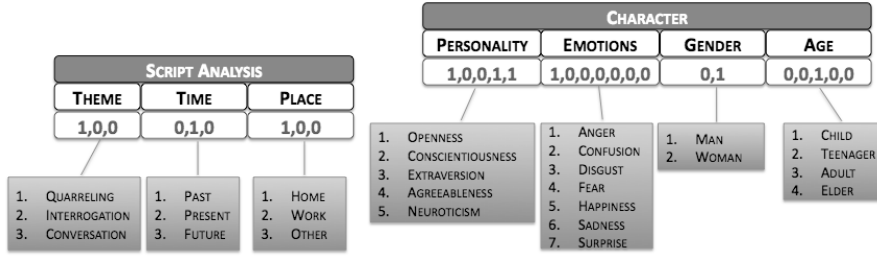 SCRIPT ANALYSIS
THEME TIME PLACE
1,0,0 0,1,0 1,0,0
1. QUARRELING
2. INTERROGATION
3. CONVERSATION
1. PAST
2. PRESENT
3. FUTURE
1. HOME
2. WORK
3. OTHER
CHARACTER
PERSONALITY EMOTIONS GENDER AGE
1,0,0,1,1 1,0,0,0,0,0,0 0,1 0,0,1,0,0
1. OPENNESS
2. CONSCIENTIOUSNESS
3. EXTRAVERSION
4. AGREEABLENESS
5. NEUROTICISM
1. ANGER
2. CONFUSION
3. DISGUST
4. FEAR
5. HAPPINESS
6. SADNESS
7. SURPRISE
1. MAN
2. WOMAN
1. CHILD
2. TEENAGER
3. ADULT
4. ELDER